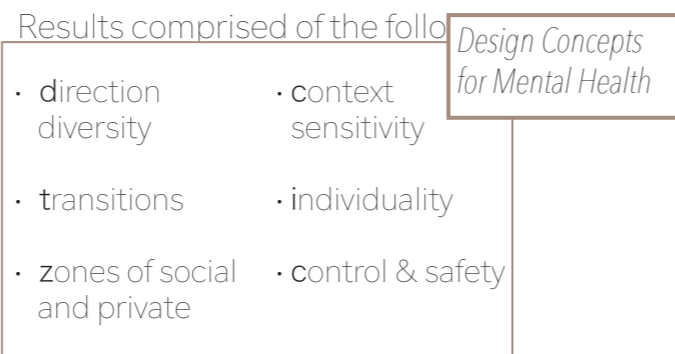 Results comprised of the follo
Design Concepts
for Mental Health
· direction
diversity
· transitions
· zones of social
and private
· context
sensitivity
· individuality
· control & safety